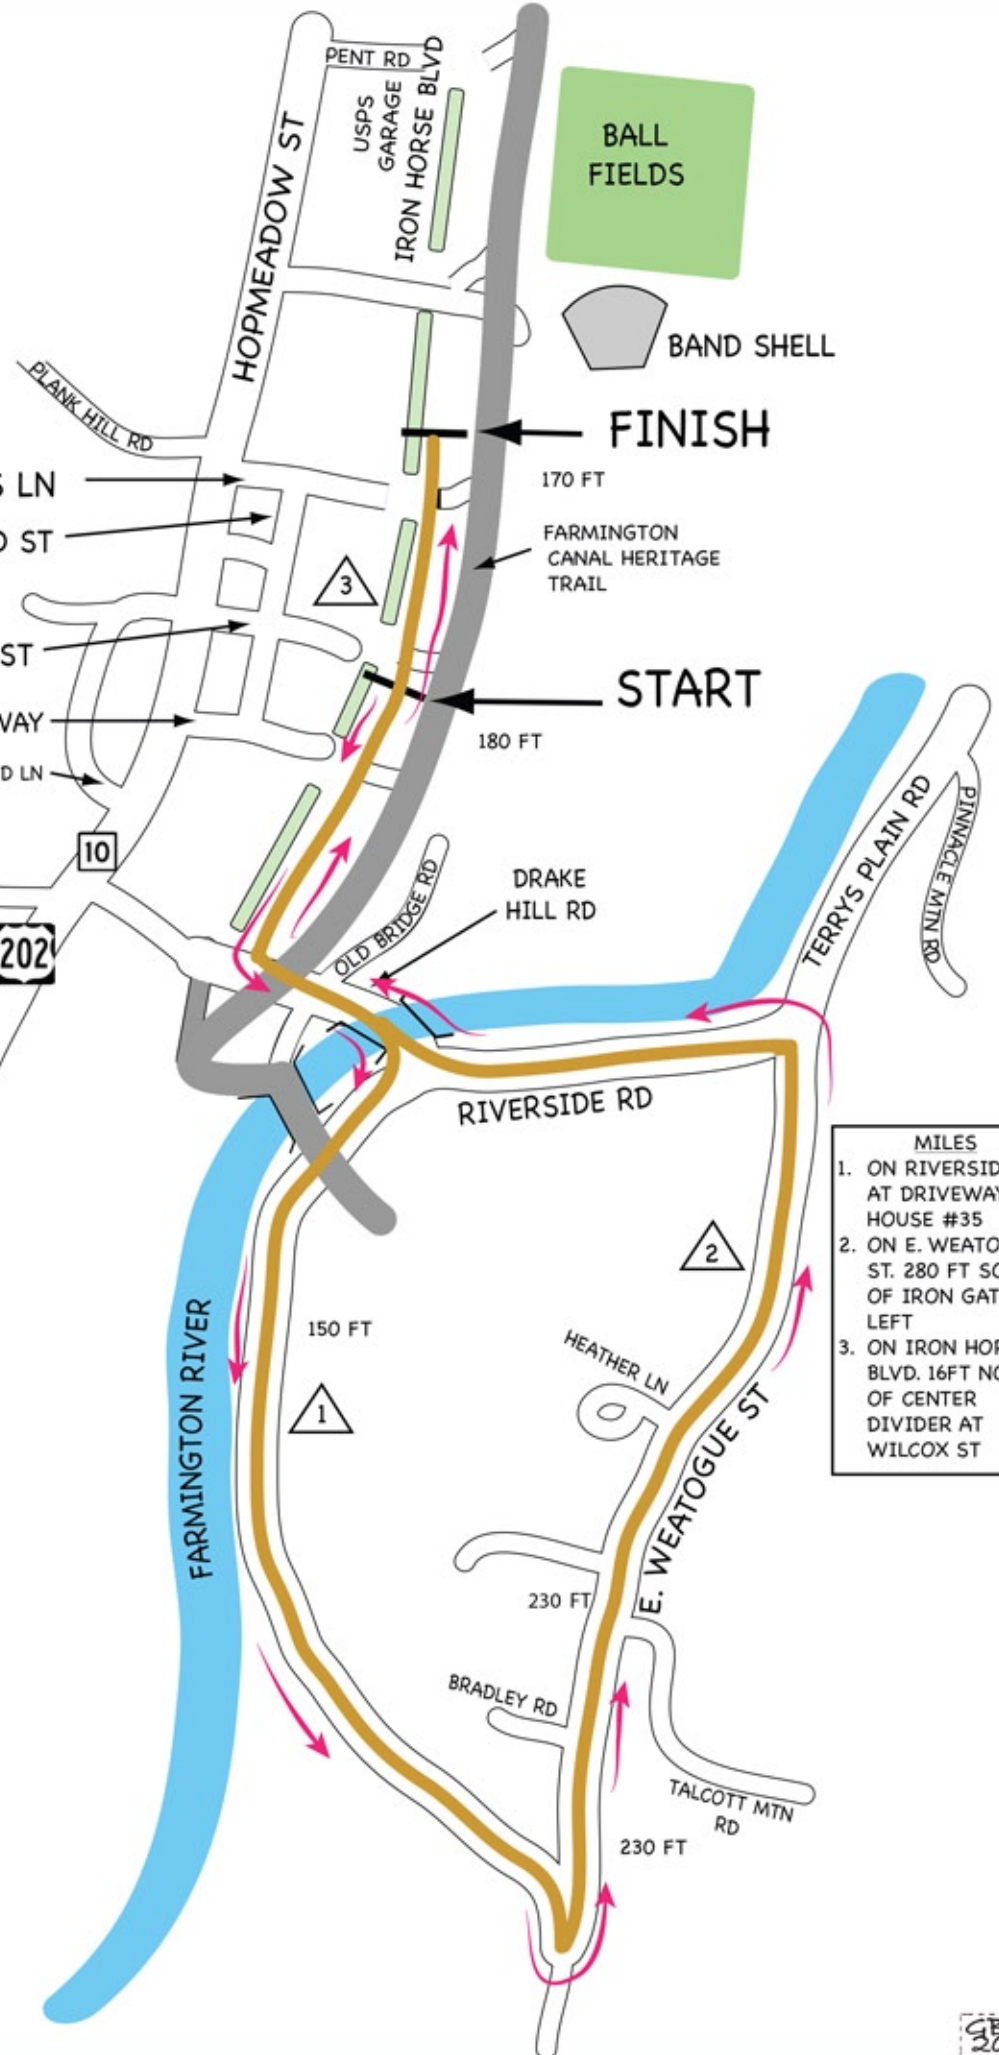 PENT RD
IRON HORSE BLVD
USPS
GARAGE
HOPMEADOW ST
BALL
FIELDS
BAND SHELL
PLANK HILL RD
FINISH
LN
170 FT
ST
FARMINGTON
CANAL HERITAGE
TRAIL
3
ST
START
WAY
180 FT
D LN
10
TERRYS PLAIN RD
PINNACLE MTN RD
DRAKE
HILL RD
OLD BRIDGE RD
202
RIVERSIDE RD
MILES
1. ON RIVERSID
AT DRIVEWAY
HOUSE #35
2. ON E. WEATO
ST. 280 FT SO
OF IRON GAT
LEFT
3. ON IRON HOR
BLVD. 16FT NO
OF CENTER
DIVIDER AT
WILCOX ST
2
FARMINGTON RIVER
150 FT
HEATHER LN
1
E. WEATOGUE ST
230 FT
BRADLEY RD
TALCOTT MTN
RD
230 FT